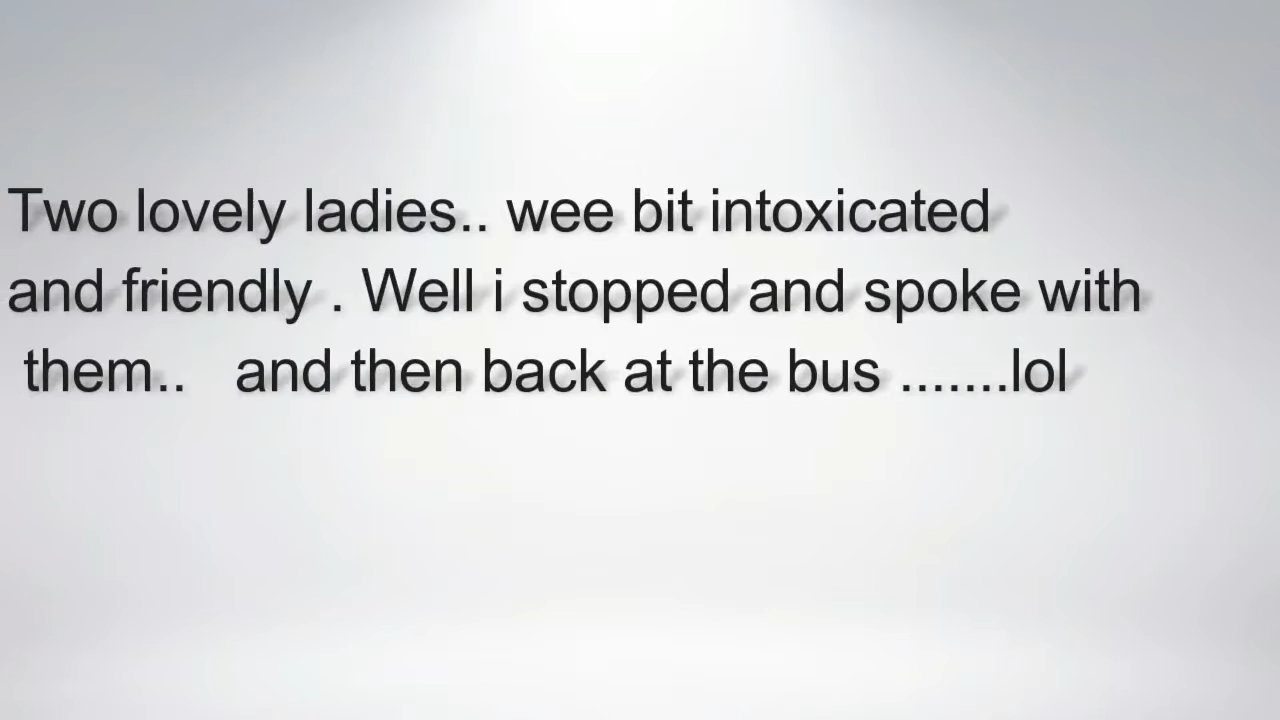 Two lovely ladies.. wee bit intoxicated
and friendly . Well i stopped and spoke with
them.. and then back at the bus .......lol